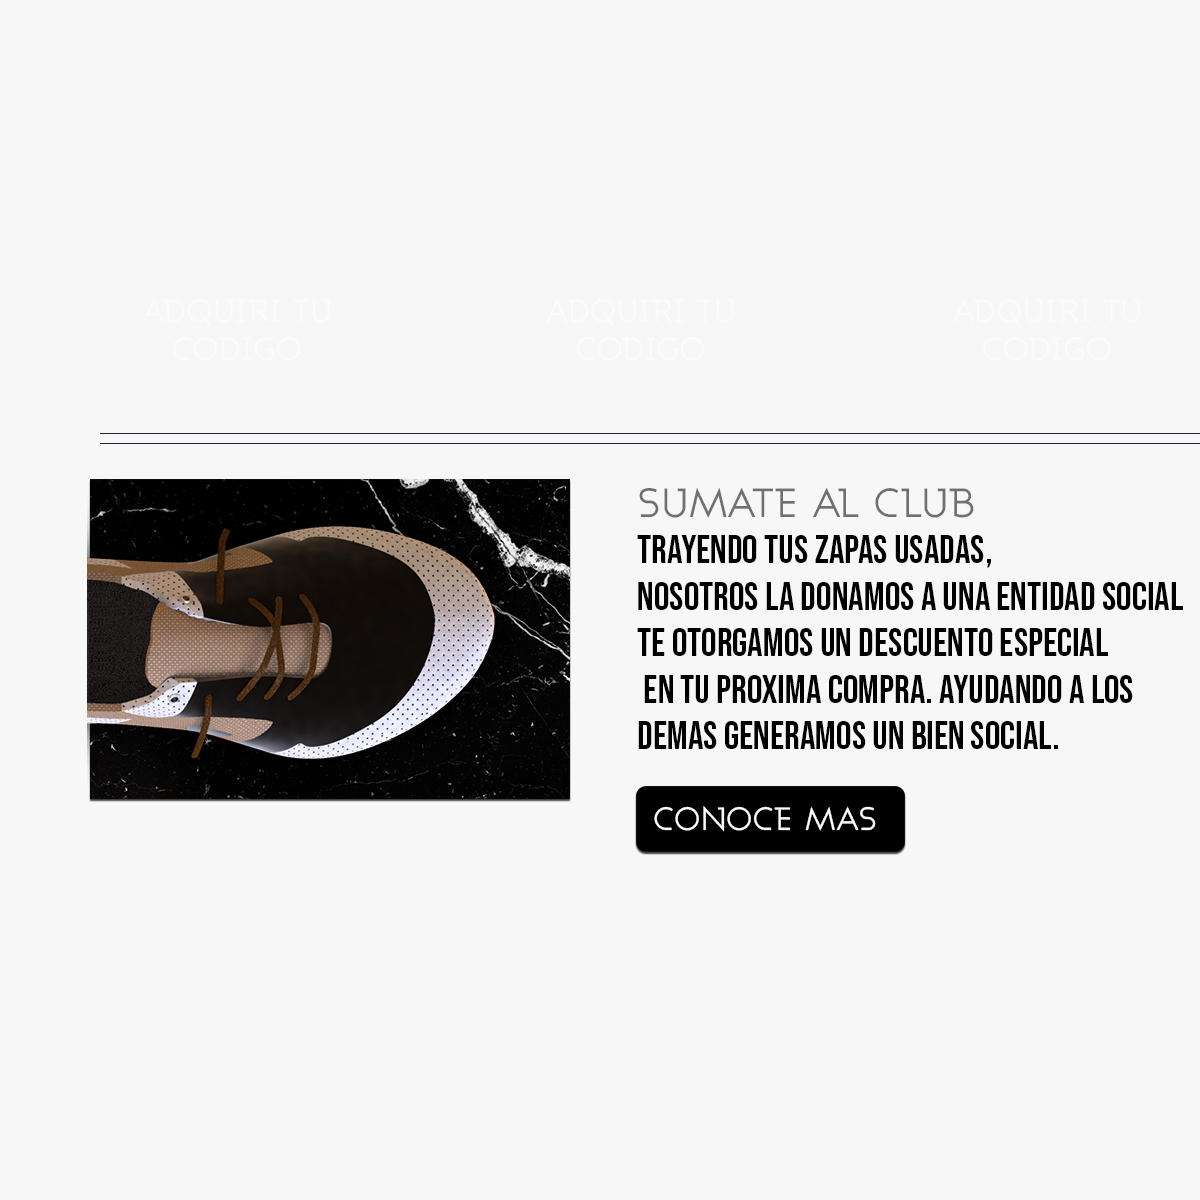 ADQUIRI TU ADQUIRI TU ADQUIRI TU
CODIGO CODIGO CODIGO
SUMATE AL CLUB
TRAYENDO TUS ZAPAS USADAS,
NOSOTROS LA DONAMOS A UNA ENTIDAD SOCIAL
TE OTORGAMOS UN DESCUENTO ESPECIAL
EN TU PROXIMA COMPRA. AYUDANDO A LOS
DEMAS GENERAMOS UN BIEN SOCIAL.
CONOCE MAS